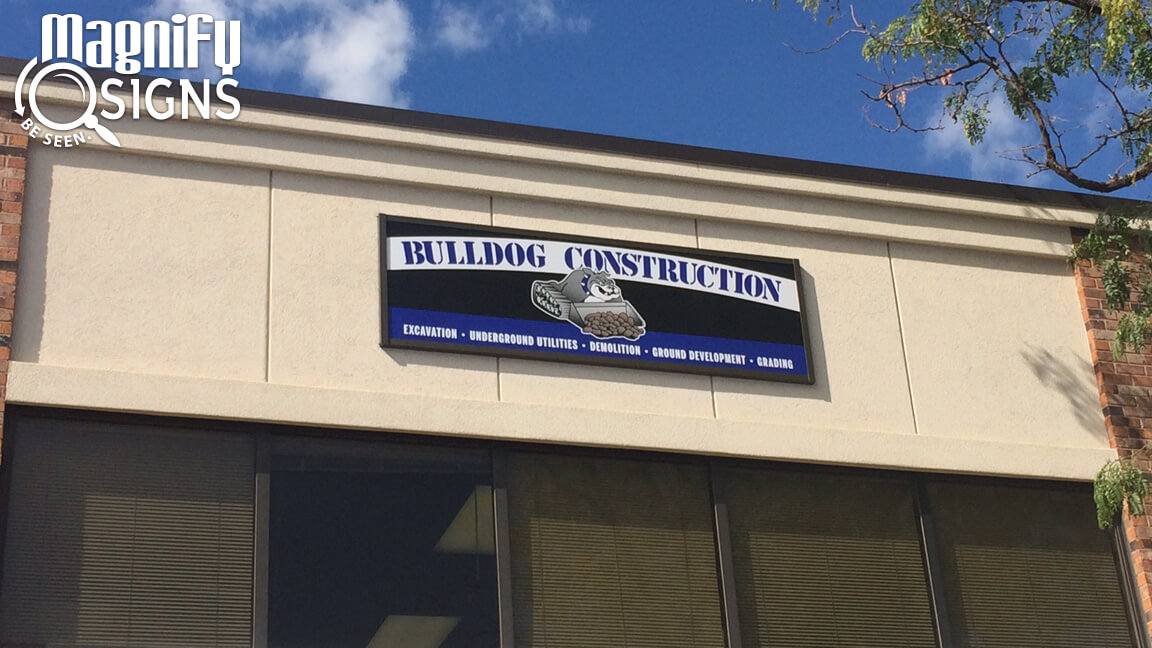 Magnify
SIGNS
BE SEEN.
BULLDOG CONSTRUCTION
EXCAVATION • UNDERGROUND UTILITIES • DEMOLITION • GROUND DEVELOPMENT • GRADING